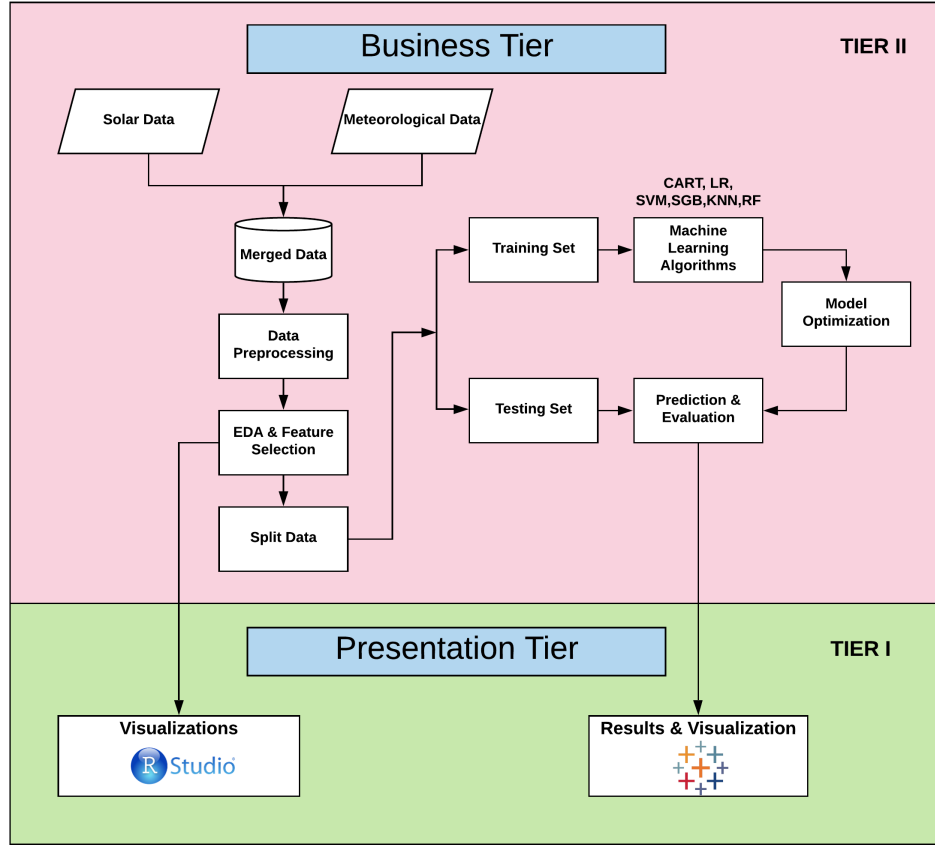 Business Tier
TIER II
Solar Data
Meteorological Data
CART, LR,
SVM,SGB,KNN,RF
Merged Data
Training Set
Machine
Learning
Algorithms
Data
Preprocessing
Model
Optimization
EDA & Feature
Selection
Testing Set
Prediction &
Evaluation
Split Data
Presentation Tier
TIER I
Visualizations
R Studio
Results & Visualization